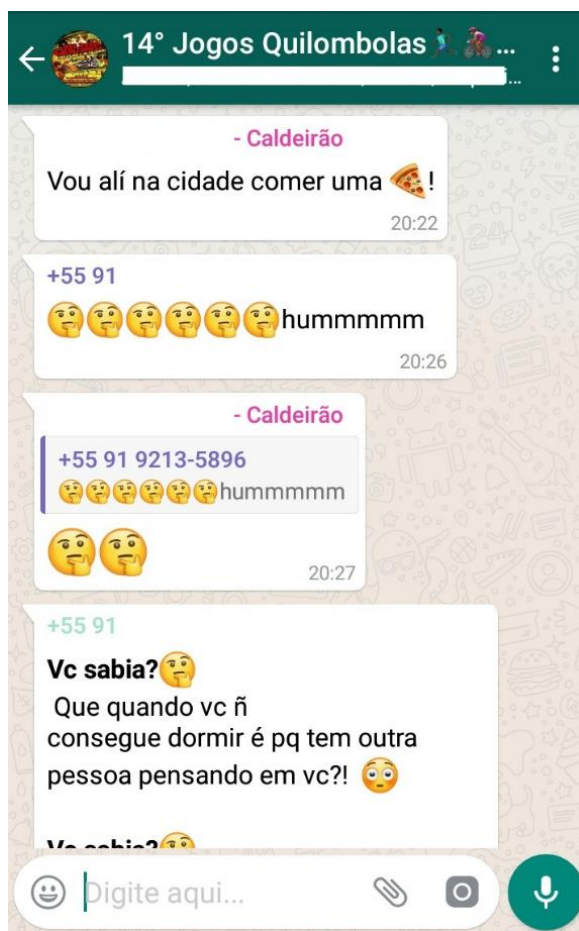 14° Jogos Quilombolas🏃🏿‍♂️🚵🏾‍♀️...
- Caldeirão
Vou alí na cidade comer uma 🍕!
20:22
+55 91
🤔🤔🤔🤔🤔🤔hummmmm
20:26
- Caldeirão
+55 91 9213-5896
🤔🤔🤔🤔🤔🤔hummmmm
🤔🤔
20:27
+55 91
Vc sabia?🤔
Que quando vc ñ
consegue dormir é pq tem outra
pessoa pensando em vc?! 😳
Vc sabia?🤔
Digite aqui...